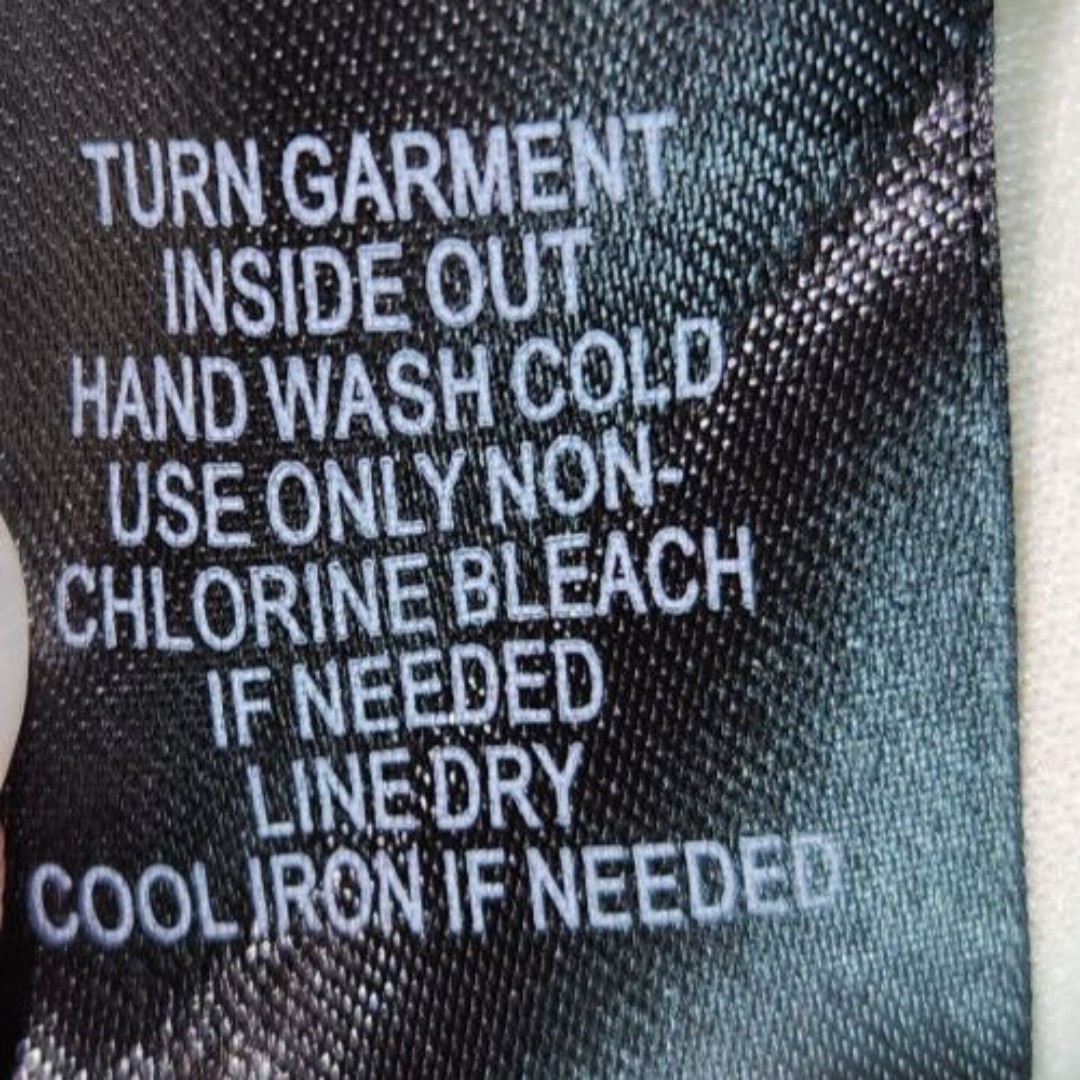 TURN GARMENT
INSIDE OUT
HAND WASH COLD
USE ONLY NON-
CHLORINE BLEACH
IF NEEDED
LINE DRY
COOL IRON IF NEEDED